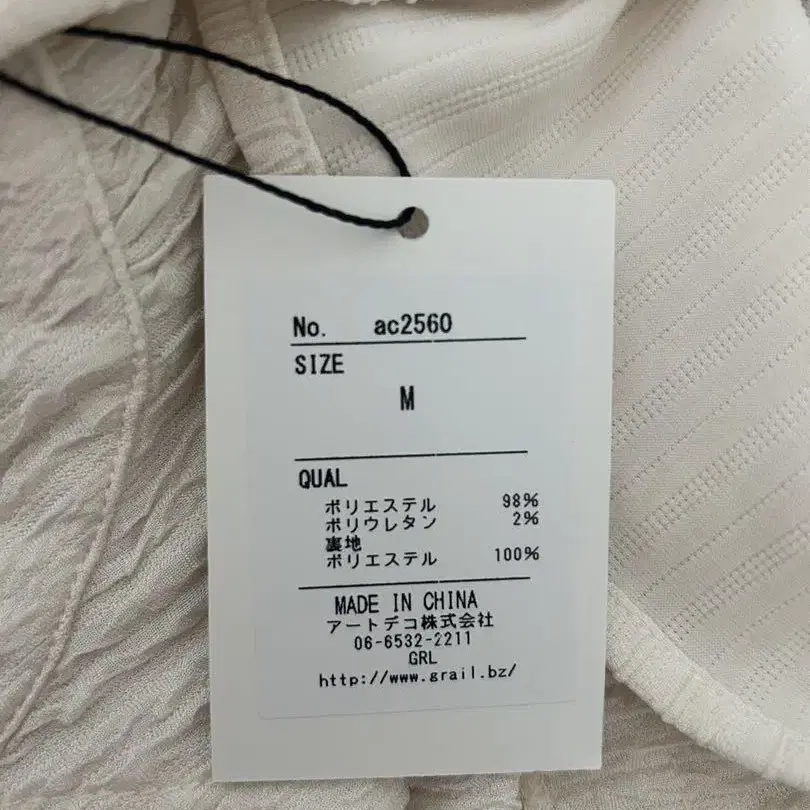 No. ac2560
SIZE
M
QUAL
ポリエステル 98%
ポリウレタン 2%
裏地
ポリエステル 100%
MADE IN CHINA
アートデコ株式会社
06-6532-2211
GRL
http://www.grail.bz/